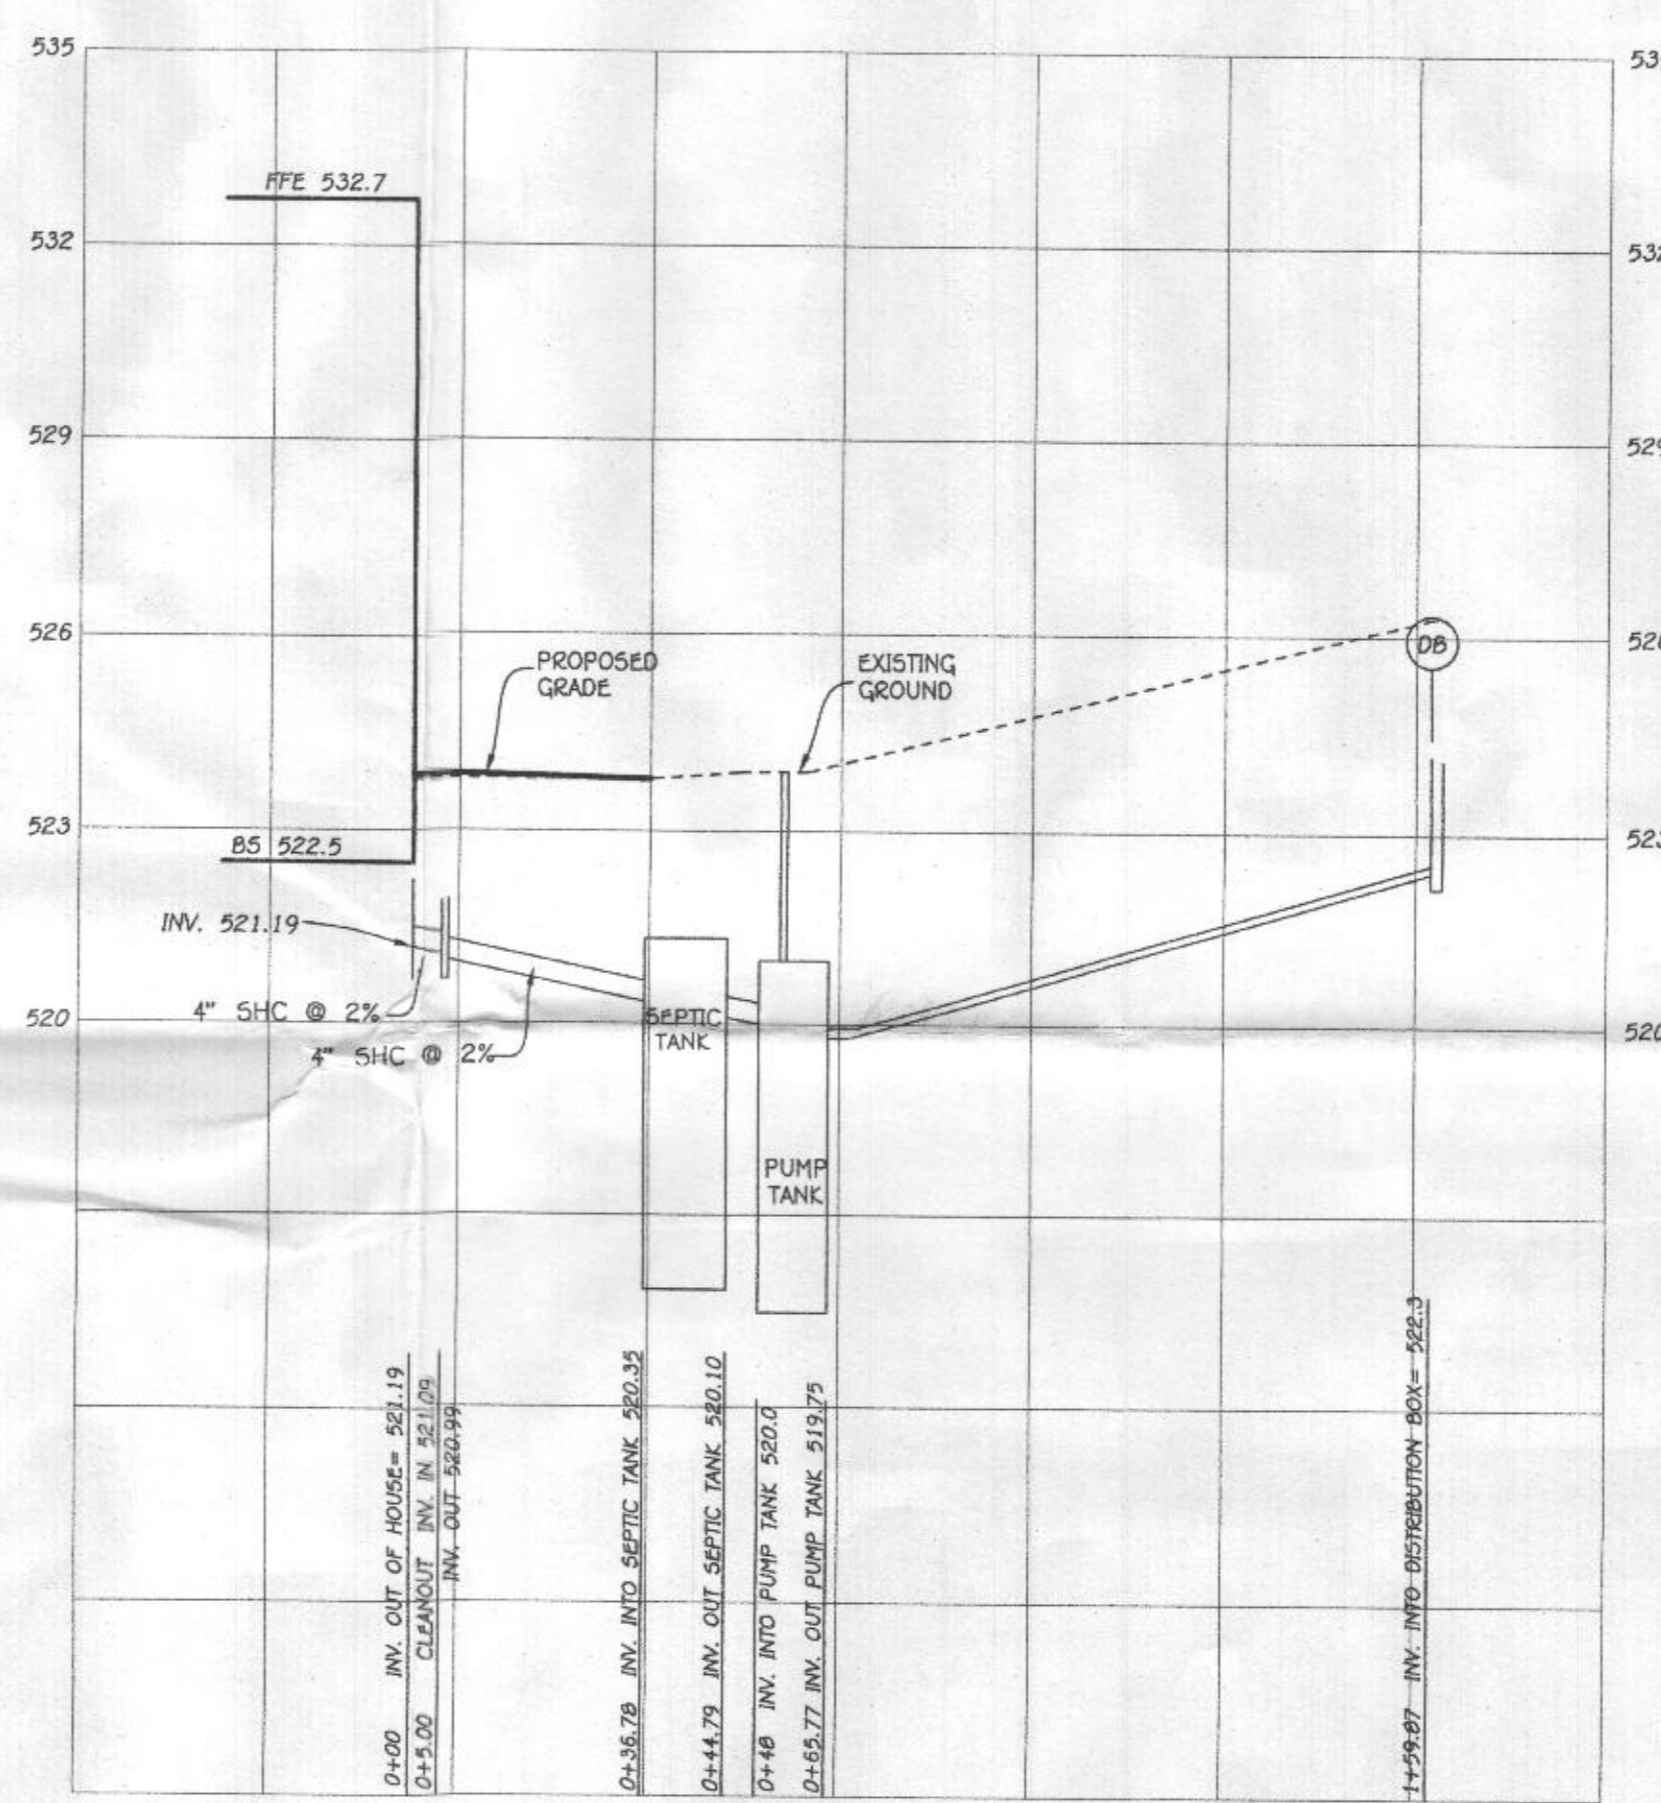 535
FFE 532.7
532
532
529
529
526
PROPOSED
GRADE
EXISTING
GROUND
DB
523
BS 522.5
523
INV. 521.19
4" SHC @ 2%
520
SEPTIC
TANK
520
4" SHC @ 2%
PUMP
TANK
0+00 INV. OUT OF HOUSE= 521.19
0+5.00 CLEANOUT INV. IN 521.09
INV. OUT 520.99
0+36.78 INV. INTO SEPTIC TANK 520.35
0+44.79 INV. OUT SEPTIC TANK 520.10
0+48 INV. INTO PUMP TANK 520.0
0+65.77 INV. OUT PUMP TANK 519.75
1+59.87 INV. INTO DISTRIBUTION BOX= 522.3